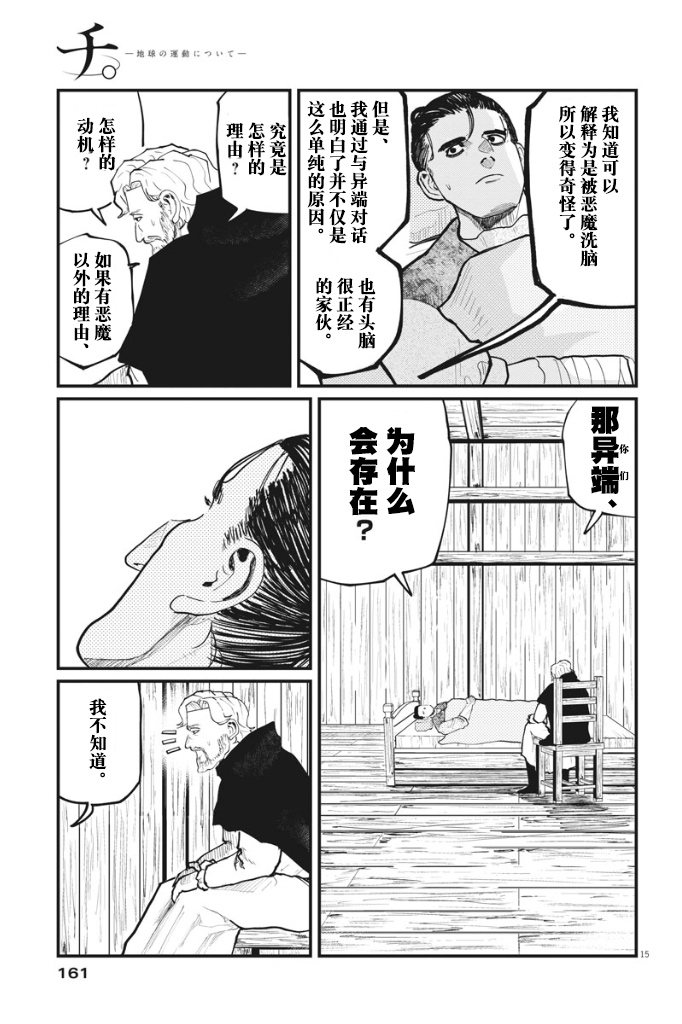 チ。
―地球の運動について―
我知道可以
解释为是被恶魔洗脑
所以变得奇怪了。
但是、
我通过与异端对话
也明白了并不仅是
这么单纯的原因。
也有头脑
很正经
的家伙。
究竟是
怎样的
理由?
怎样的
动机?
如果有恶魔
以外的理由、
那异端、
你们
为什么
会存在?
我不知道。
15
161